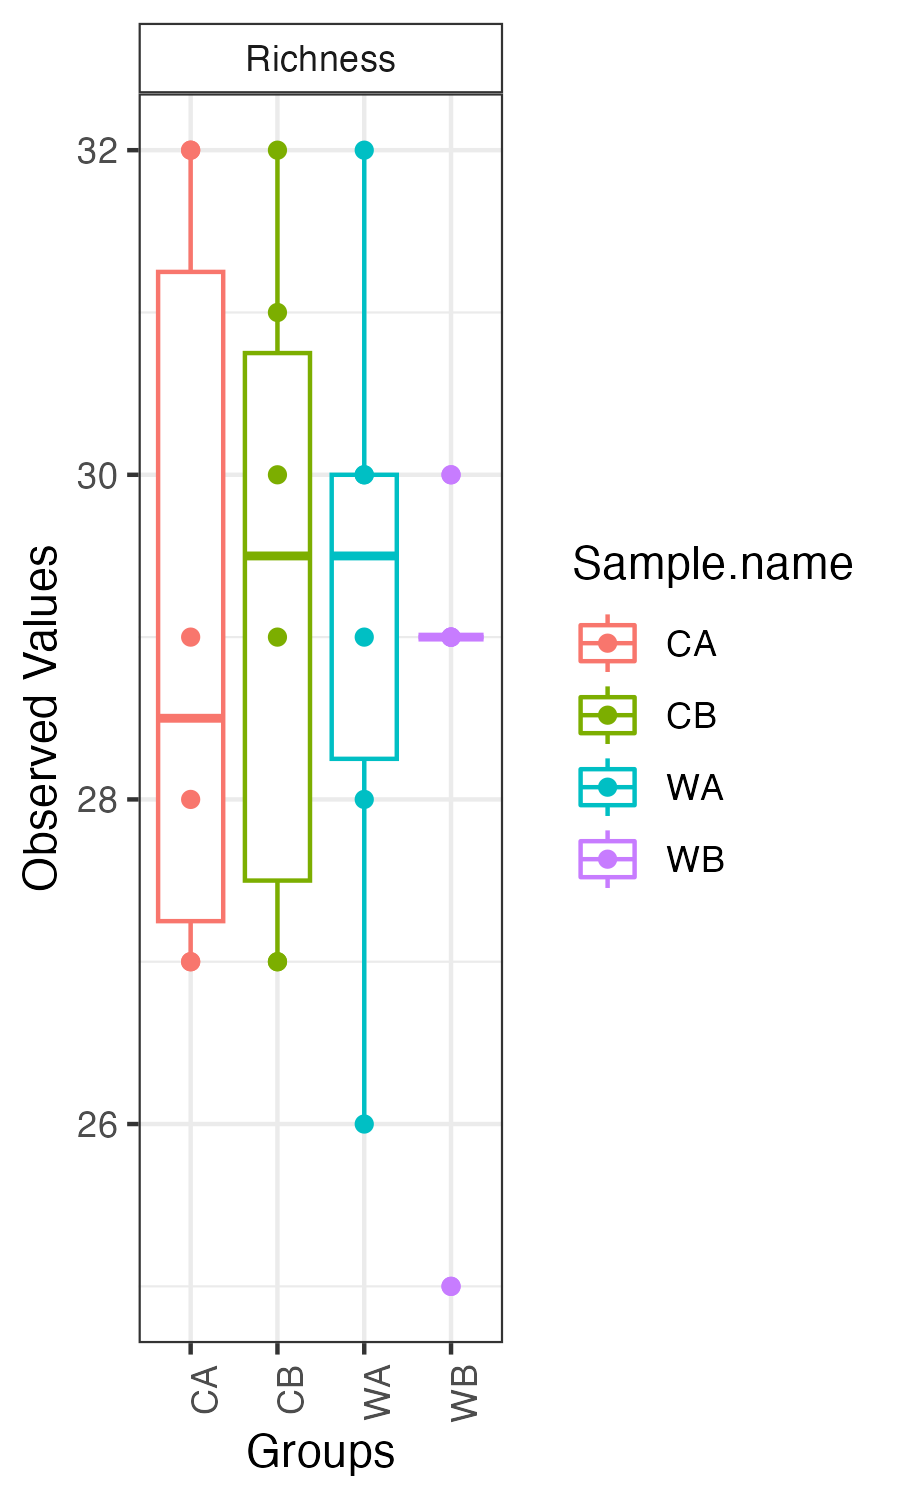 Richness
32
30
28
26
Observed Values
CA
CB
WA
WB
Groups
Sample.name
CA
CB
WA
WB